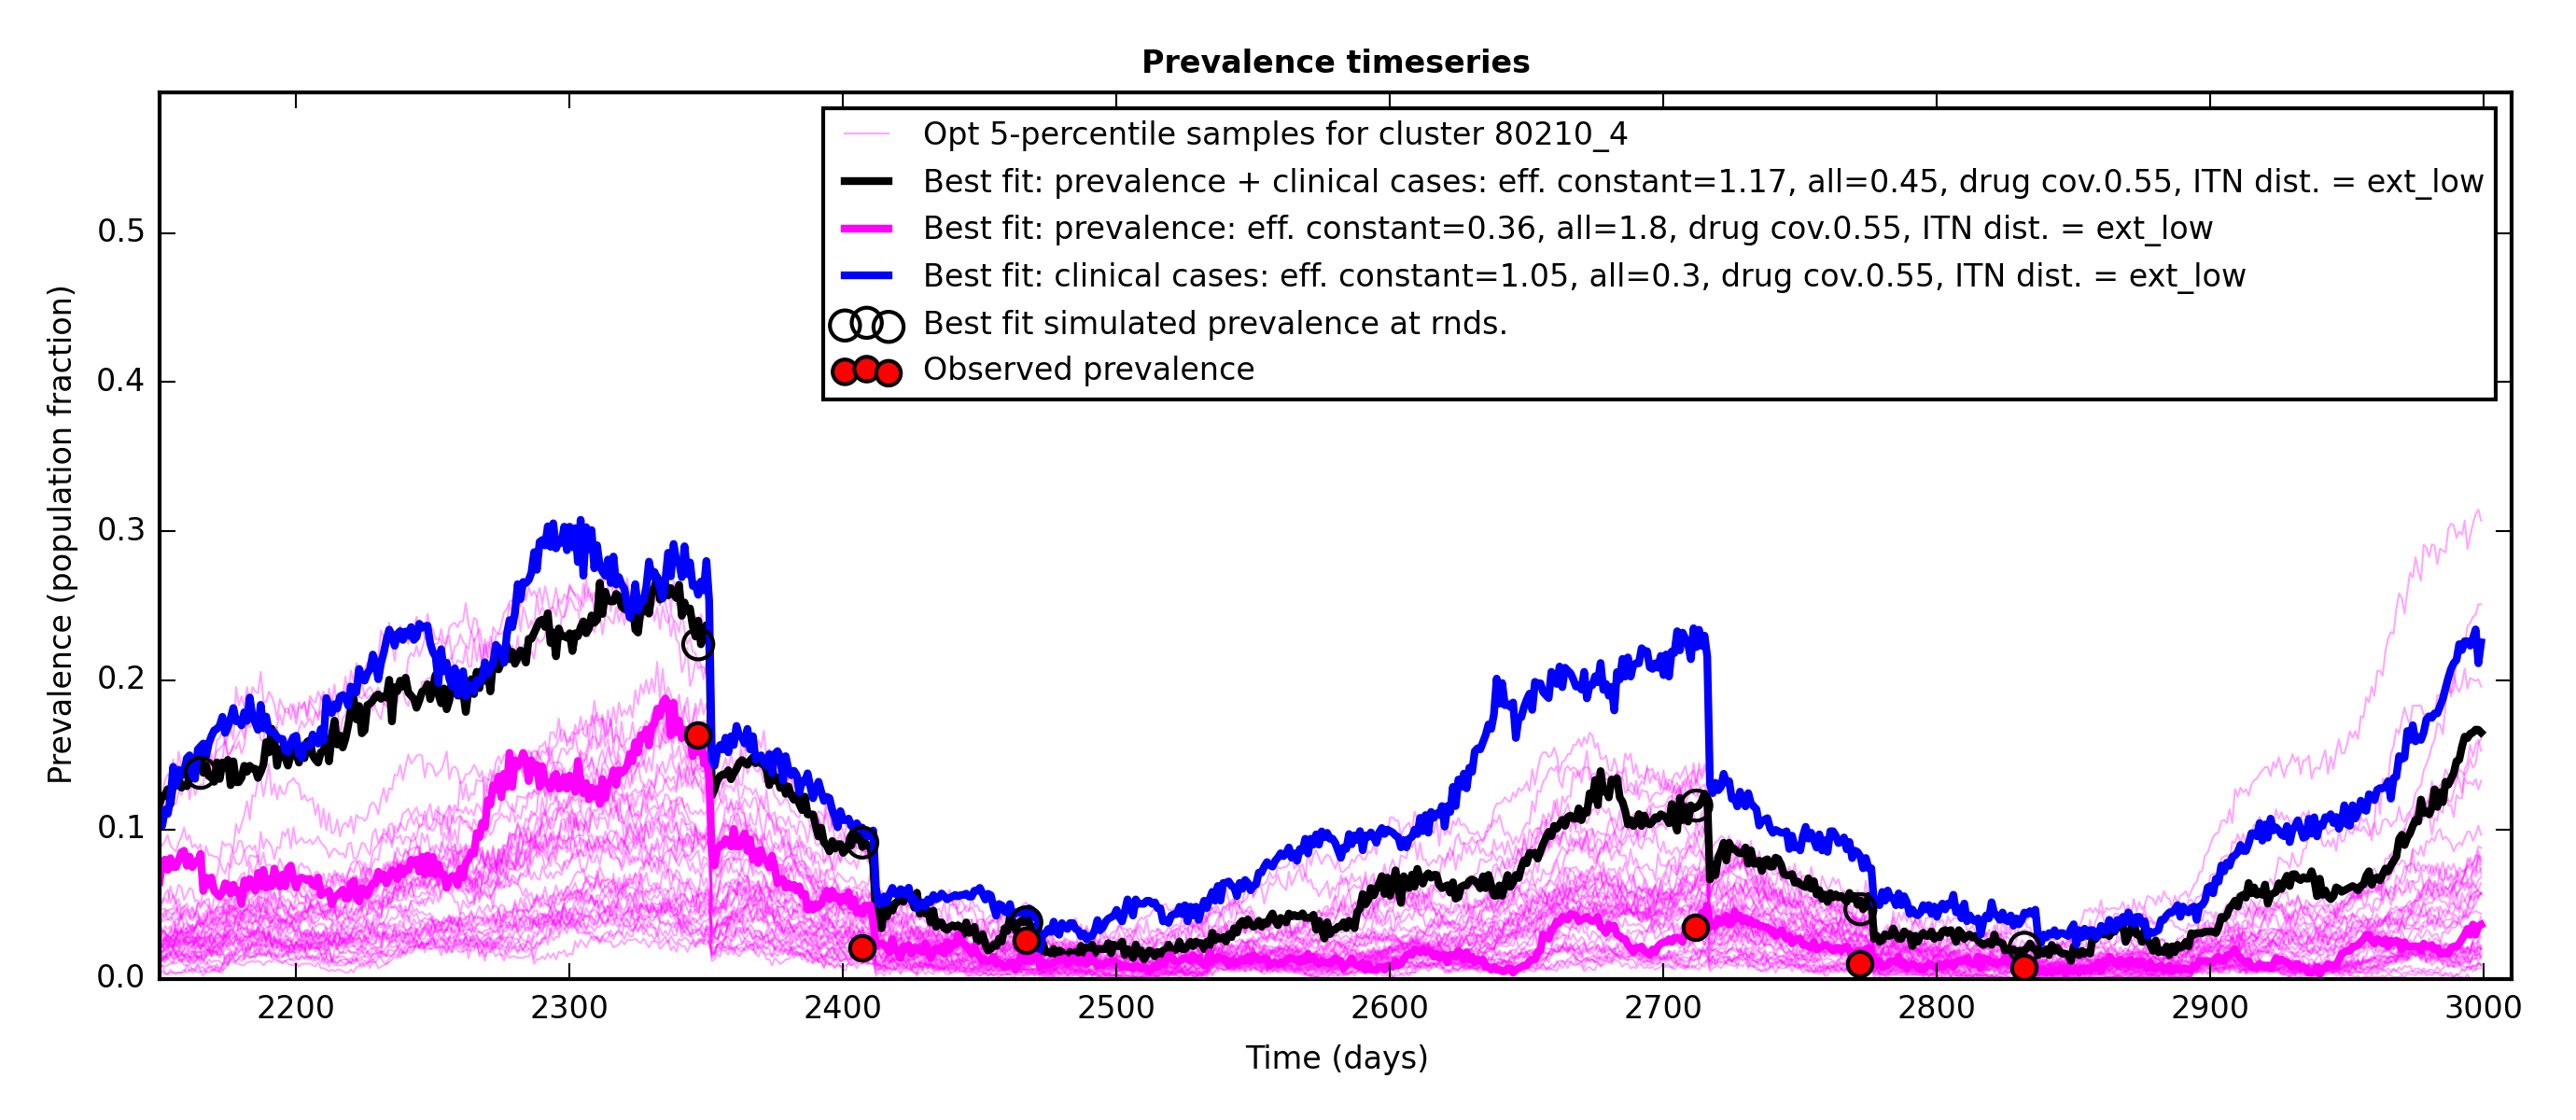 Prevalence timeseries
Opt 5-percentile samples for cluster 80210_4
Best fit: prevalence + clinical cases: eff. constant=1.17, all=0.45, drug cov.0.55, ITN dist. = ext_low
Best fit: prevalence: eff. constant=0.36, all=1.8, drug cov.0.55, ITN dist. = ext_low
Best fit: clinical cases: eff. constant=1.05, all=0.3, drug cov.0.55, ITN dist. = ext_low
Best fit simulated prevalence at rnds.
Observed prevalence
Prevalence (population fraction)
0.5
0.4
0.3
0.2
0.1
0.0
2200 2300 2400 2500 2600 2700 2800 2900 3000
Time (days)